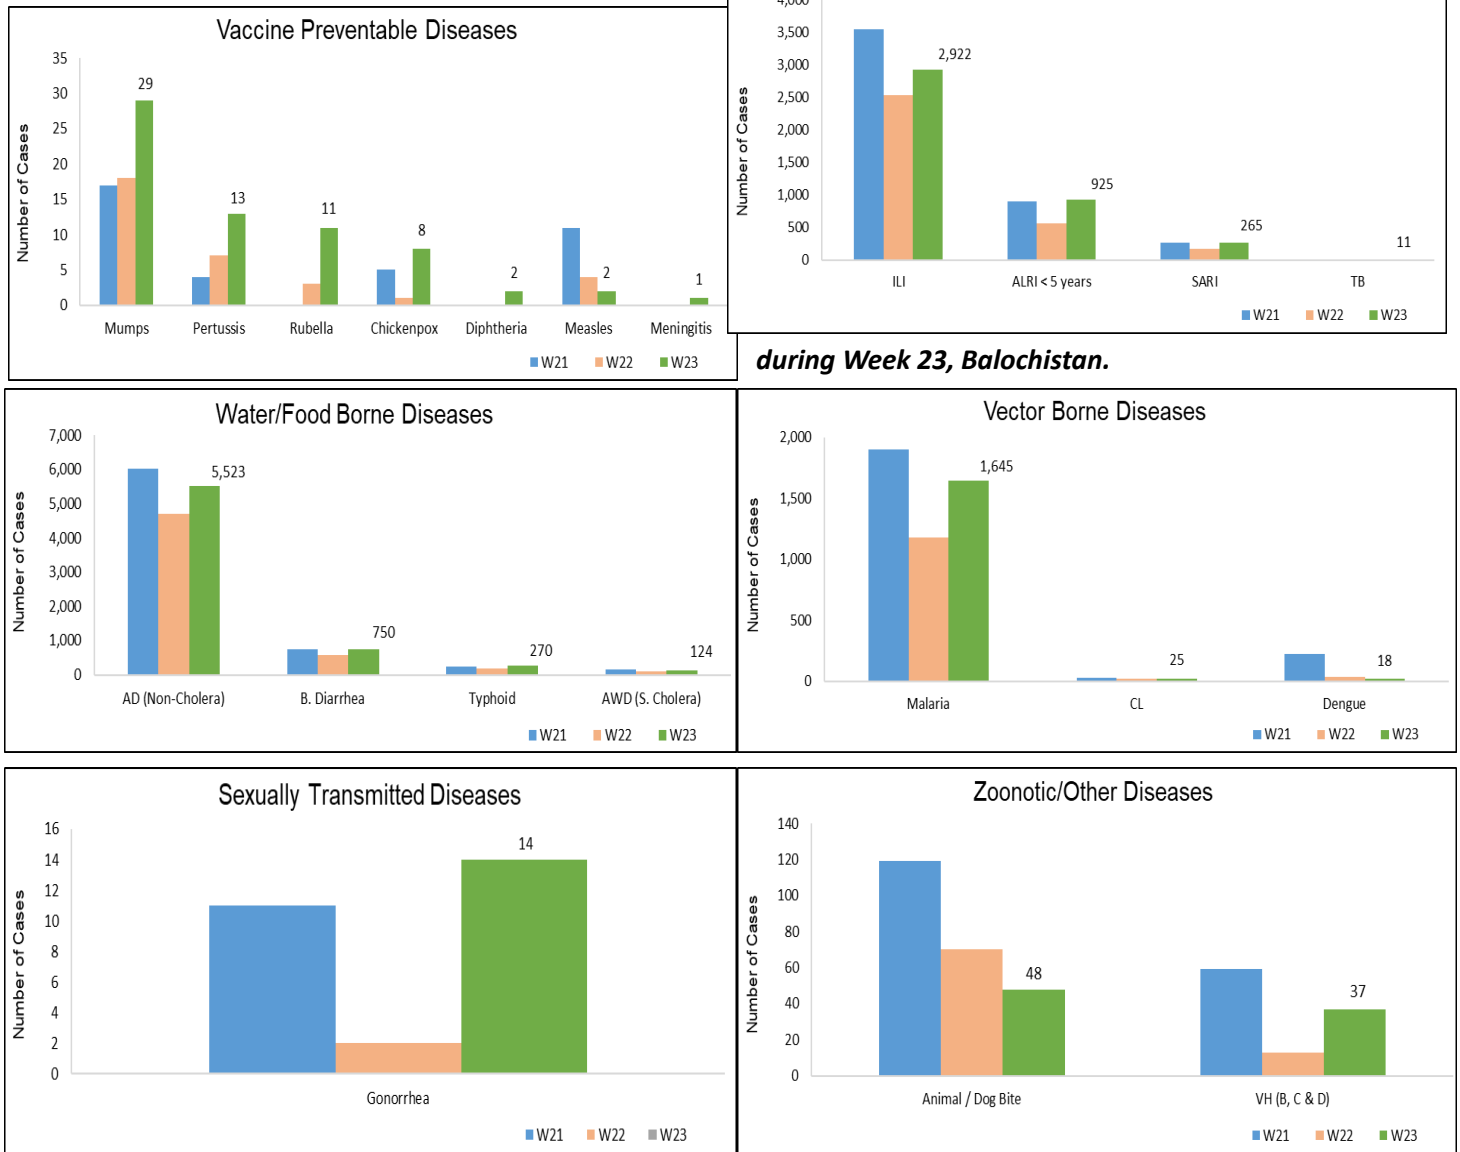 Vaccine Preventable Diseases
Number of Cases
35
30
25
20
15
10
5
0
29
13
11
8
2
2
1
Mumps Pertussis Rubella Chickenpox Diphtheria Measles Meningitis
W21 W22 W23
Number of Cases
4,000
3,500
3,000
2,500
2,000
1,500
1,000
500
0
2,922
925
265
11
ILI ALRI < 5 years SARI TB
W21 W22 W23
during Week 23, Balochistan.
Water/Food Borne Diseases
Number of Cases
7,000
6,000
5,000
4,000
3,000
2,000
1,000
0
5,523
750
270
124
AD (Non-Cholera) B. Diarrhea Typhoid AWD (S. Cholera)
W21 W22 W23
Vector Borne Diseases
Number of Cases
2,000
1,500
1,000
500
0
1,645
25
18
Malaria CL Dengue
W21 W22 W23
Sexually Transmitted Diseases
Number of Cases
16
14
12
10
8
6
4
2
0
14
Gonorrhea
W21 W22 W23
Zoonotic/Other Diseases
Number of Cases
140
120
100
80
60
40
20
0
48
37
Animal / Dog Bite VH (B, C & D)
W21 W22 W23